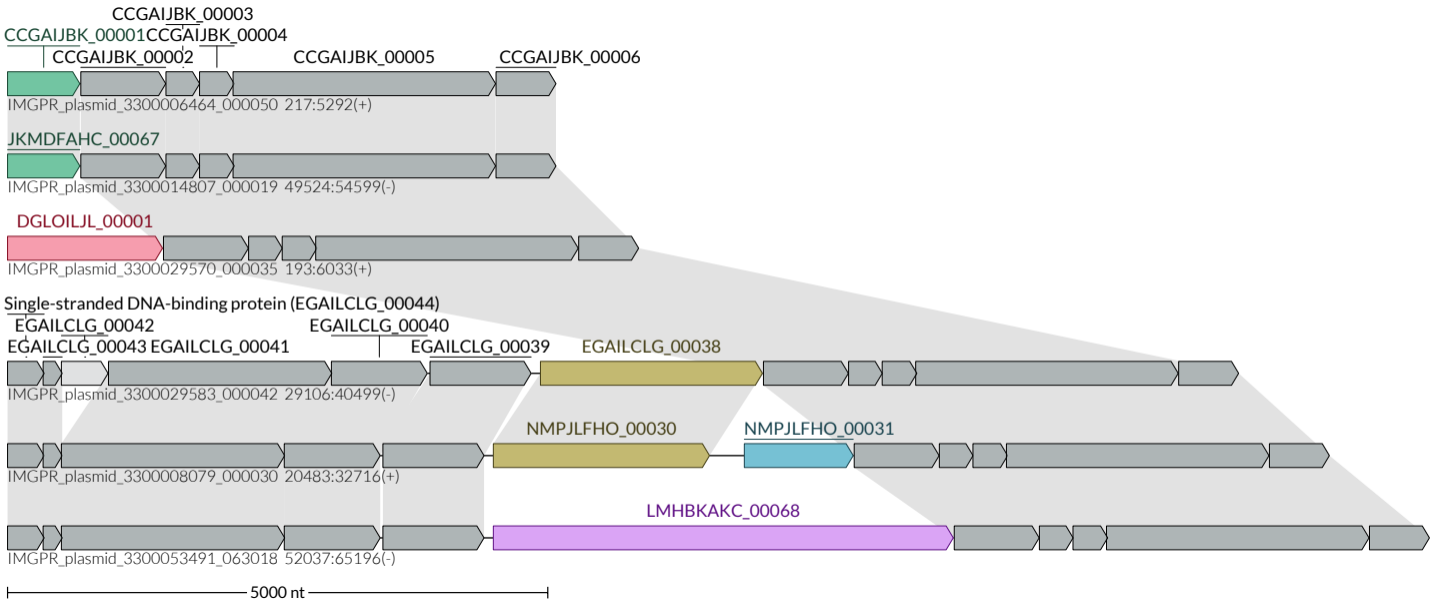 CCGAIJBK_00003
CCGAIJBK_00001 CCGAIJBK_00004
CCGAIJBK_00002 CCGAIJBK_00005 CCGAIJBK_00006
IMGPR_plasmid_3300006464_000050 217:5292(+)
JKMDFAHC_00067
IMGPR_plasmid_3300014807_000019 49524:54599(-)
DGLOILJL_00001
IMGPR_plasmid_3300029570_000035 193:6033(+)
Single-stranded DNA-binding protein (EGAILCLG_00044)
EGAILCLG_00042 EGAILCLG_00040
EGAILCLG_00043 EGAILCLG_00041 EGAILCLG_00039 EGAILCLG_00038
IMGPR_plasmid_3300029583_000042 29106:40499(-)
NMPJLFHO_00030 NMPJLFHO_00031
IMGPR_plasmid_3300008079_000030 20483:32716(+)
LMHBKAKC_00068
IMGPR_plasmid_3300053491_063018 52037:65196(-)
5000 nt